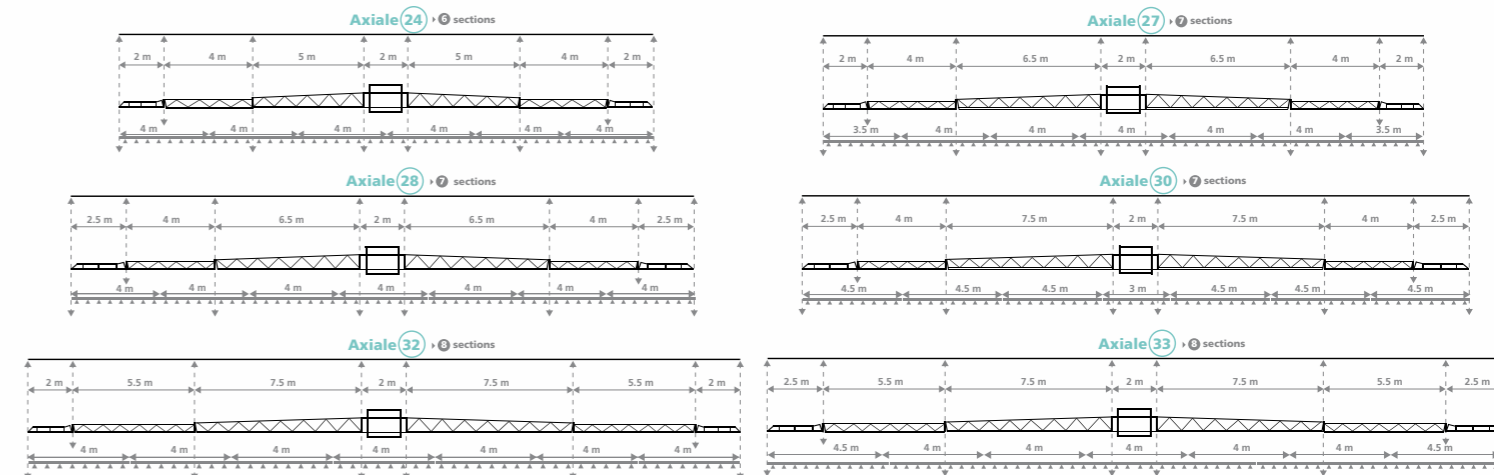 Axiale 24 6 sections
2 m 4 m 5 m 2 m 5 m 4 m 2 m
4 m 4 m 4 m 4 m 4 m 4 m
Axiale 27 7 sections
2 m 4 m 6.5 m 2 m 6.5 m 4 m 2 m
3.5 m 4 m 4 m 4 m 4 m 4 m 3.5 m
Axiale 28 7 sections
2.5 m 4 m 6.5 m 2 m 6.5 m 4 m 2.5 m
4 m 4 m 4 m 4 m 4 m 4 m 4 m
Axiale 30 7 sections
2.5 m 4 m 7.5 m 2 m 7.5 m 4 m 2.5 m
4.5 m 4.5 m 4.5 m 3 m 4.5 m 4.5 m 4.5 m
Axiale 32 8 sections
2 m 5.5 m 7.5 m 2 m 7.5 m 5.5 m 2 m
4 m 4 m 4 m 4 m 4 m 4 m 4 m
Axiale 33 8 sections
2.5 m 5.5 m 7.5 m 2 m 7.5 m 5.5 m 2.5 m
4.5 m 4 m 4 m 4 m 4 m 4 m 4.5 m